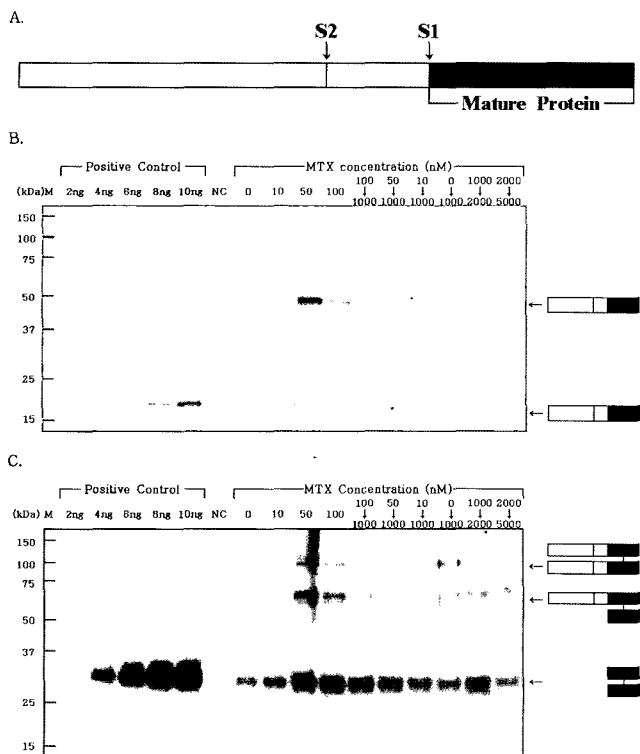 A.
S2 S1
Mature Protein
B.
Positive Control MTX concentration (nM)
100 50 0 1000 2000
(kDa) M 2ng 4ng 6ng 8ng 10ng NC 0 10 50 100 ↓ ↓ ↓ ↓ ↓ ↓
1000 1000 1000 1000 2000 5000
150
100
75
50
37
25
15
C.
Positive Control MTX Concentration (nM)
100 50 10 0 1000 2000
(kDa) M 2ng 4ng 6ng 8ng 10ng NC 0 10 50 100 ↓ ↓ ↓ ↓ ↓ ↓
1000 1000 1000 1000 2000 5000
150
100
75
50
37
25
15